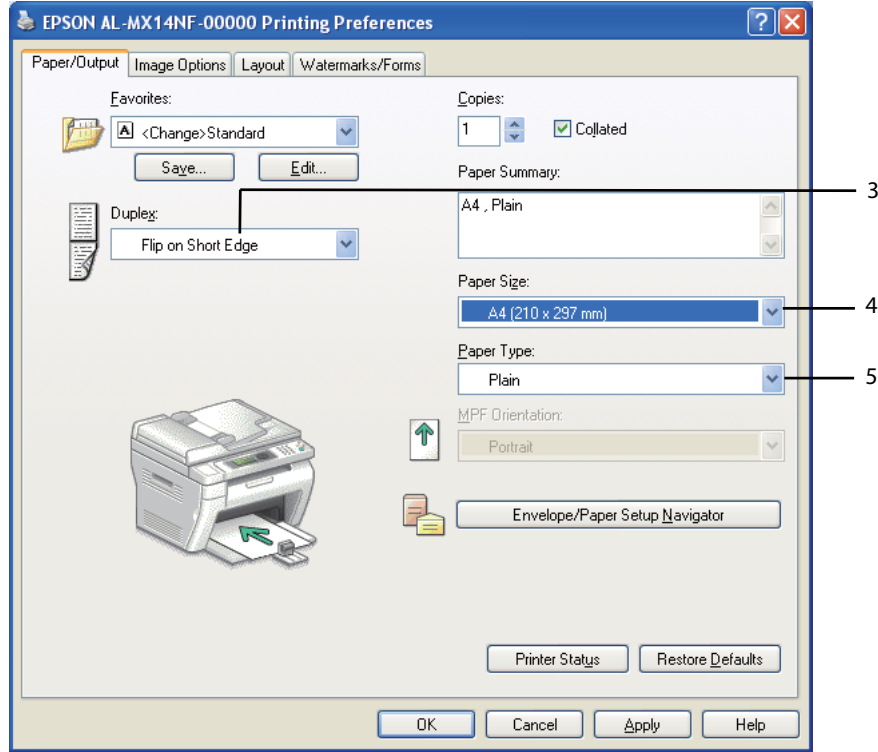 EPSON AL-MX14NF-00000 Printing Preferences
Paper/Output Image Options Layout Watermarks/Forms
Favorites:
<Change>Standard
Save... Edit...
Duplex:
Flip on Short Edge
Copies:
1 Collated
Paper Summary:
A4 , Plain
3
Paper Size:
A4 (210 x 297 mm)
4
Paper Type:
Plain
5
MPF Orientation:
Portrait
Envelope/Paper Setup Navigator
Printer Status Restore Defaults
OK Cancel Apply Help